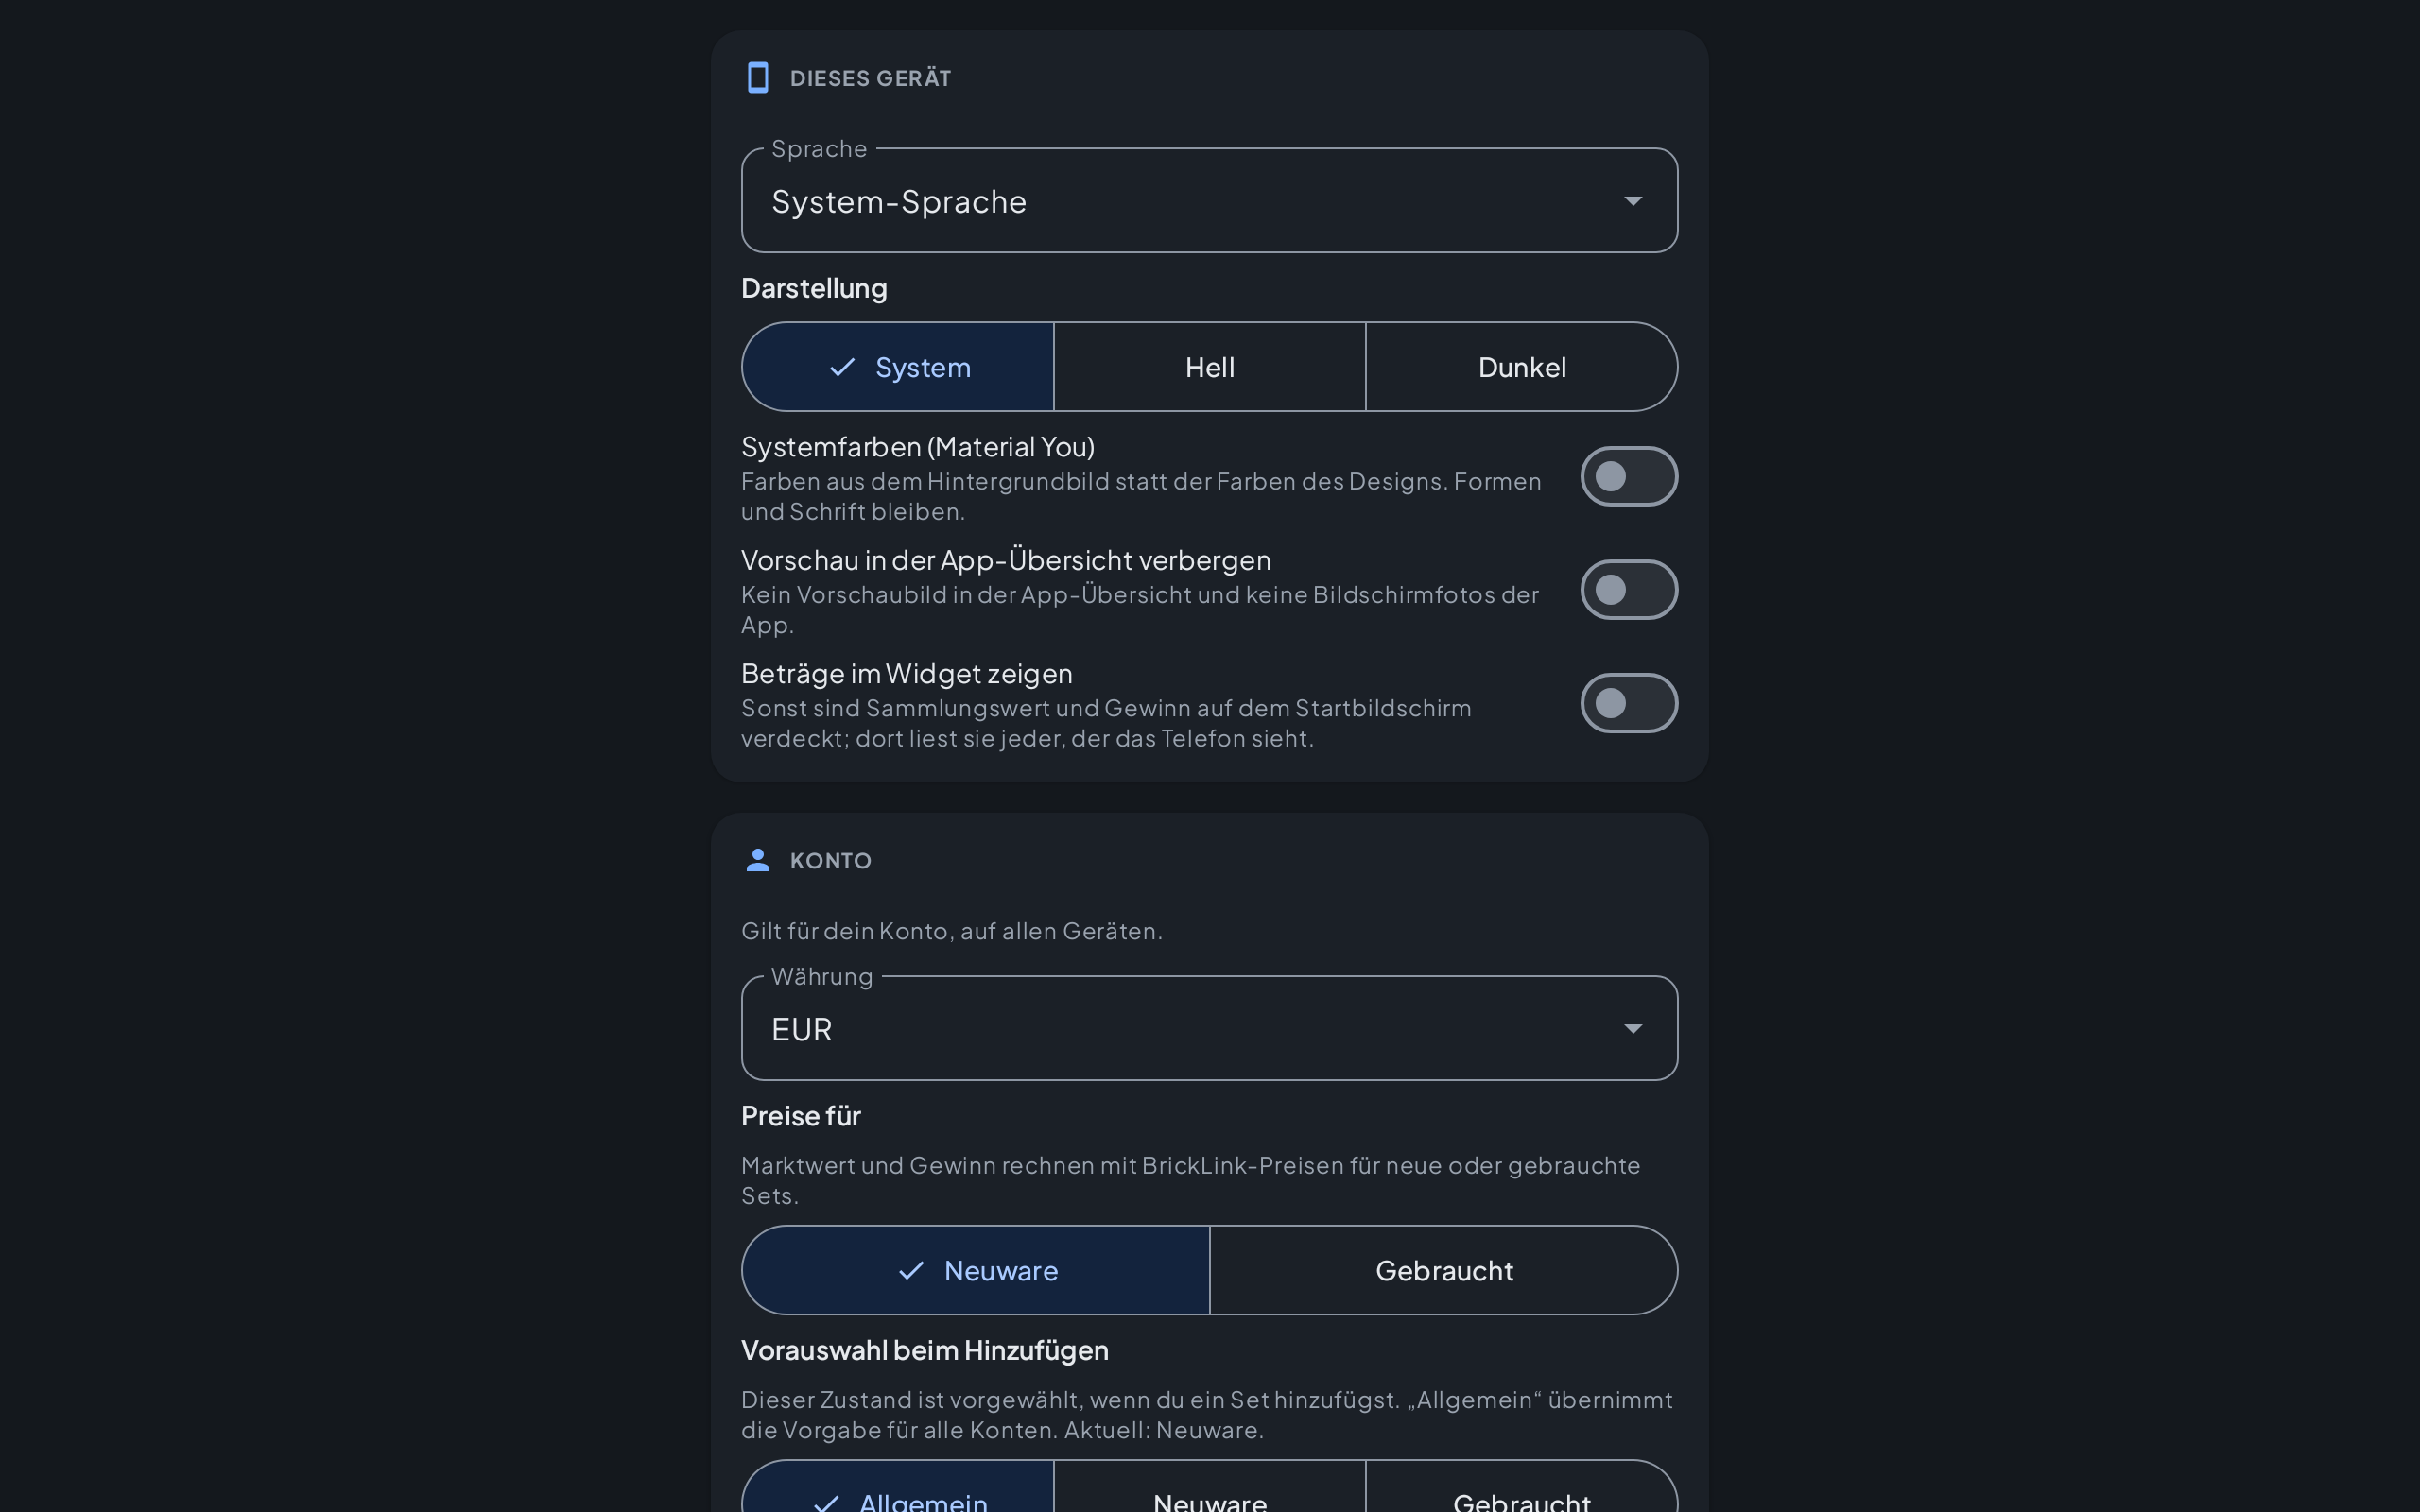 DIESES GERÄT
Sprache
System-Sprache
Darstellung
System
Hell
Dunkel
Systemfarben (Material You)
Farben aus dem Hintergrundbild statt der Farben des Designs. Formen
und Schrift bleiben.
Vorschau in der App-Übersicht verbergen
Kein Vorschaubild in der App-Übersicht und keine Bildschirmfotos der
App.
Beträge im Widget zeigen
Sonst sind Sammlungswert und Gewinn auf dem Startbildschirm
verdeckt; dort liest sie jeder, der das Telefon sieht.
KONTO
Gilt für dein Konto, auf allen Geräten.
Währung
EUR
Preise für
Marktwert und Gewinn rechnen mit BrickLink-Preisen für neue oder gebrauchte
Sets.
Neuware
Gebraucht
Vorauswahl beim Hinzufügen
Dieser Zustand ist vorgewählt, wenn du ein Set hinzufügst. „Allgemein“ übernimmt
die Vorgabe für alle Konten. Aktuell: Neuware.
Allgemein
Neuware
Gebraucht